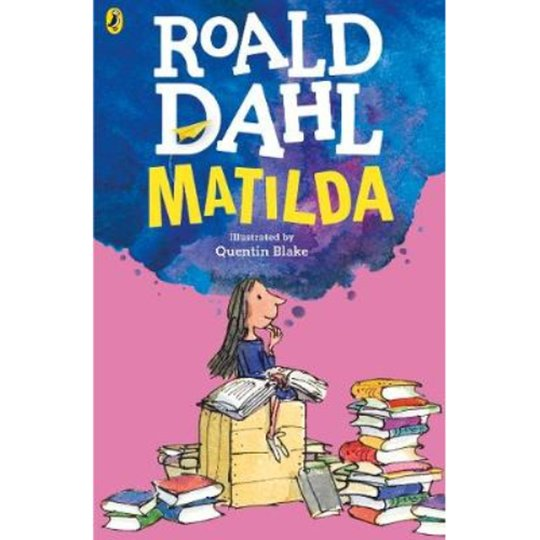 ROALD
DAHL
MATILDA
Illustrated by
Quentin Blake